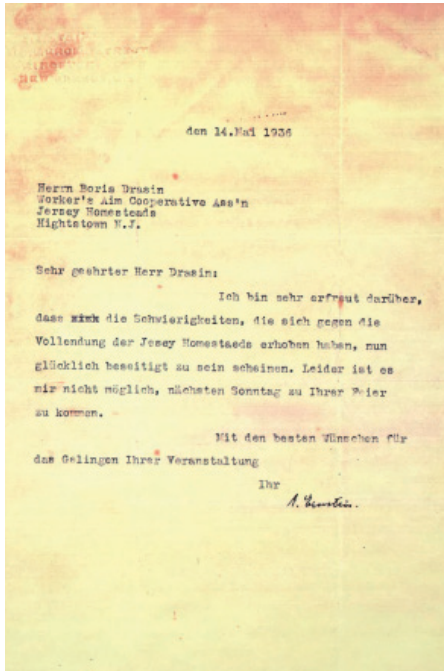 den 14.Mai 1936
Herrn Boris Drasin
Worker's Aim Cooperative Ass'n
Jersey Homesteads
Hightstown N.J.
Sehr geehrter Herr Drasin:
Ich bin sehr erfreut darüber,
dass die Schwierigkeiten, die sich gegen die
Vollendung der Jesey Homestaeds erhoben haben, nun
glücklich beseitigt zu sein scheinen. Leider ist es
mir nicht möglich, nächsten Sonntag zu Ihrer Feier
zu kommen.
Mit den besten Wünschen für
das Gelingen Ihrer Veranstaltung
Ihr
A. Einstein.